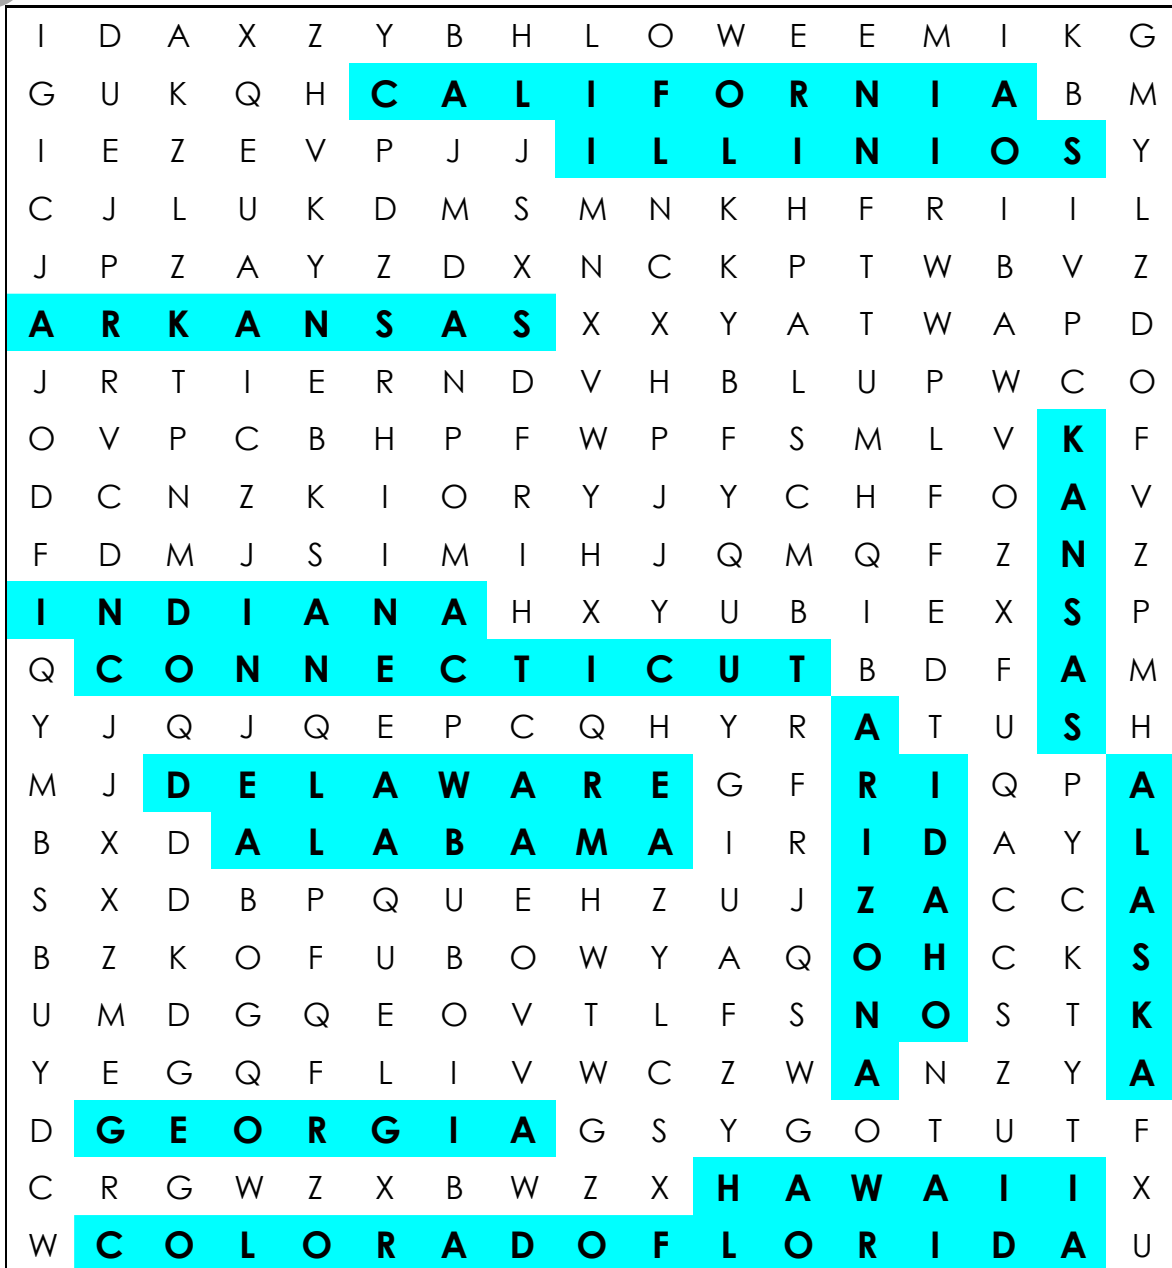 I D A X Z Y B H L O W E E M I K G
G U K Q H C A L I F O R N I A B M
I E Z E V P J J I L L I N I O S Y
C J L U K D M S M N K H F R I I L
J P Z A Y Z D X N C K P T W B V Z
A R K A N S A S X X Y A T W A P D
J R T I E R N D V H B L U P W C O
O V P C B H P F W P F S M L V K F
D C N Z K I O R Y J Y C H F O A V
F D M J S I M I H J Q M Q F Z N Z
I N D I A N A H X Y U B I E X S P
Q C O N N E C T I C U T B D F A M
Y J Q J Q E P C Q H Y R A T U S H
M J D E L A W A R E G F R I Q P A
B X D A L A B A M A I R I D A Y L
S X D B P Q U E H Z U J Z A C C A
B Z K O F U B O W Y A Q O H C K S
U M D G Q E O V T L F S N O S T K
Y E G Q F L I V W C Z W A N Z Y A
D G E O R G I A G S Y G O T U T F
C R G W Z X B W Z X H A W A I I X
W C O L O R A D O F L O R I D A U